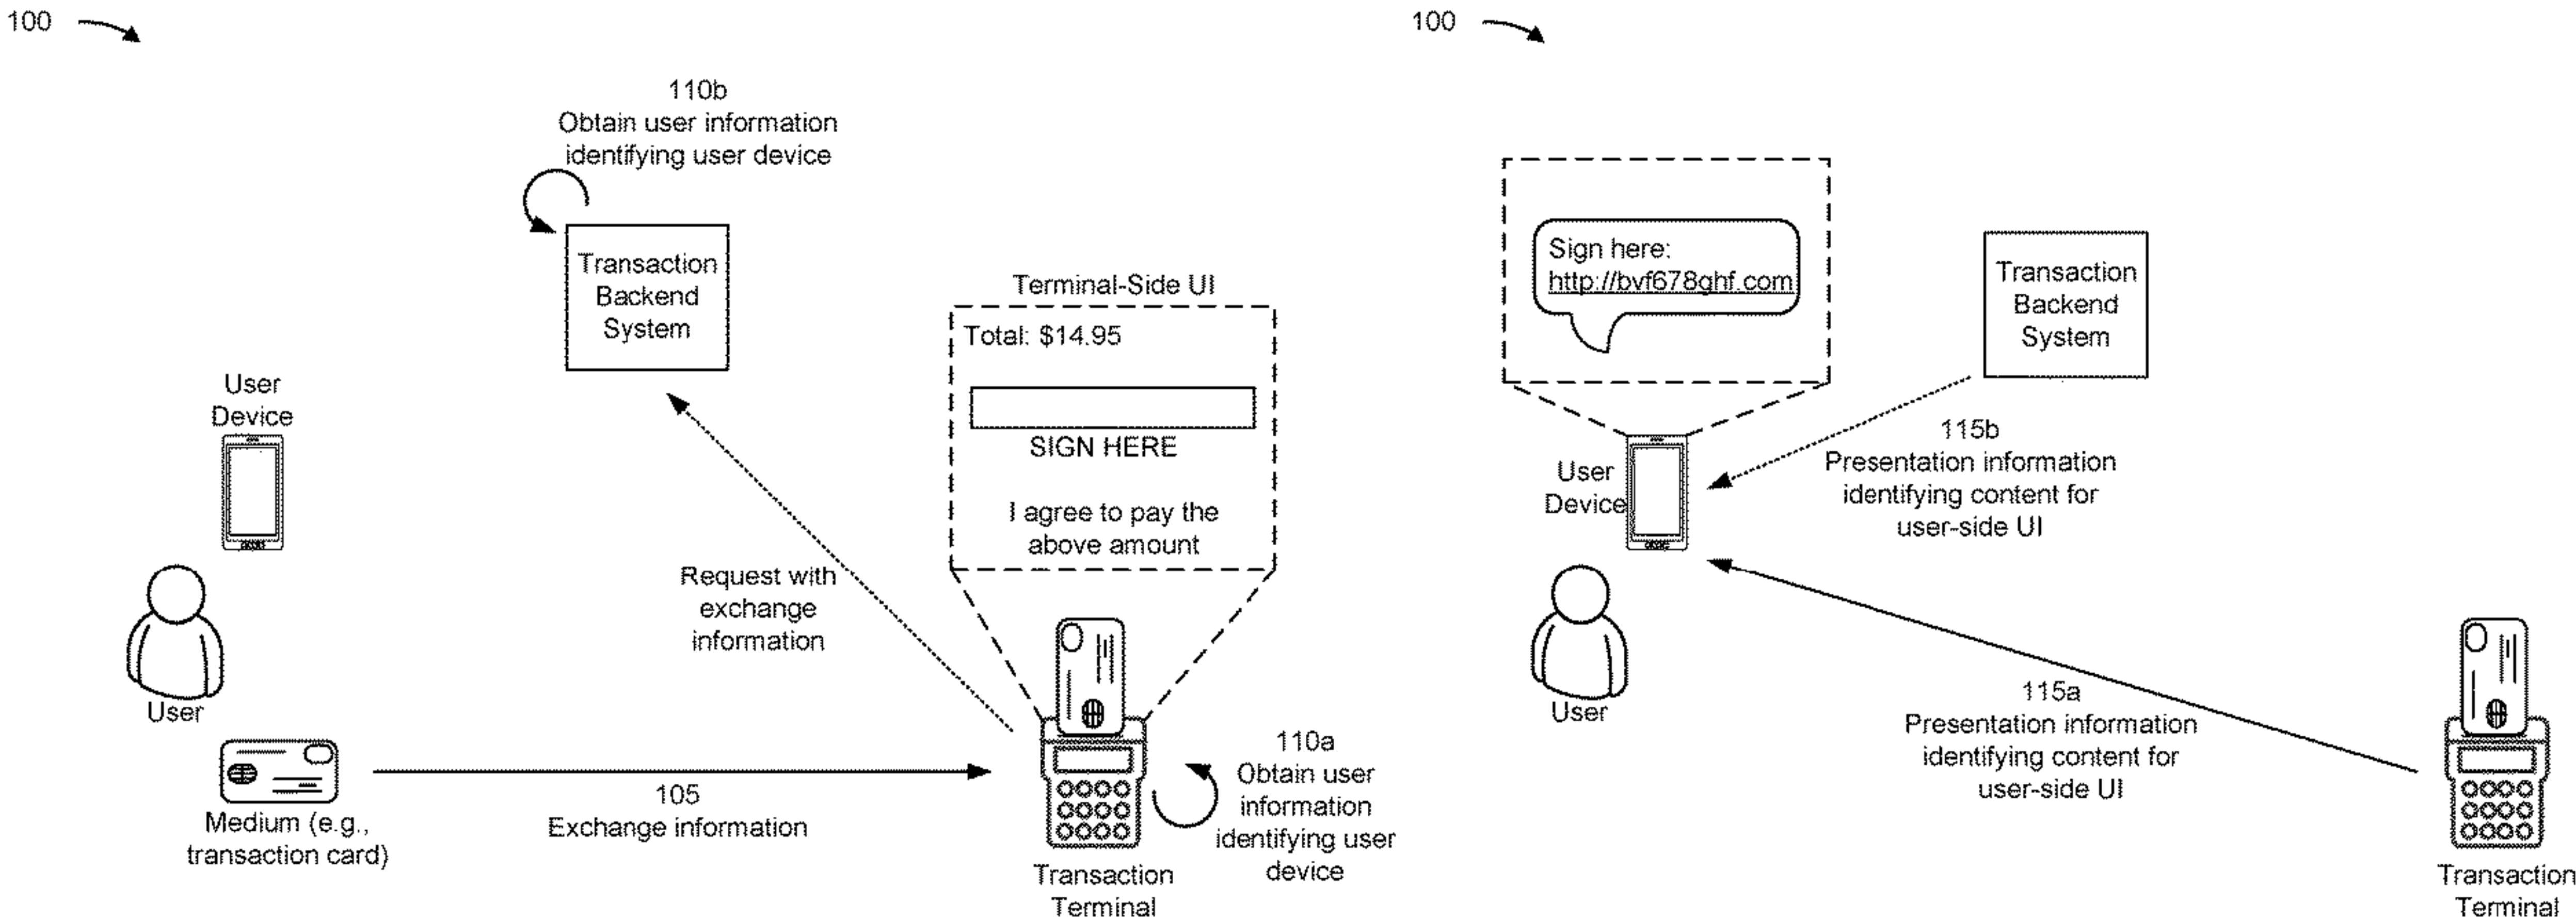 100
110b
Obtain user information
identifying user device
Transaction
Backend
System
Terminal-Side UI
Total: $14.95
SIGN HERE
I agree to pay the
above amount
User
Device
Request with
exchange
information
User
Medium (e.g.,
transaction card)
105
Exchange information
110a
Obtain user
information
identifying user
device
Transaction
Terminal
100
Sign here:
http://bvf678ghf.com
Transaction
Backend
System
115b
Presentation information
identifying content for
user-side UI
User
Device
User
115a
Presentation information
identifying content for
user-side UI
Transaction
Terminal